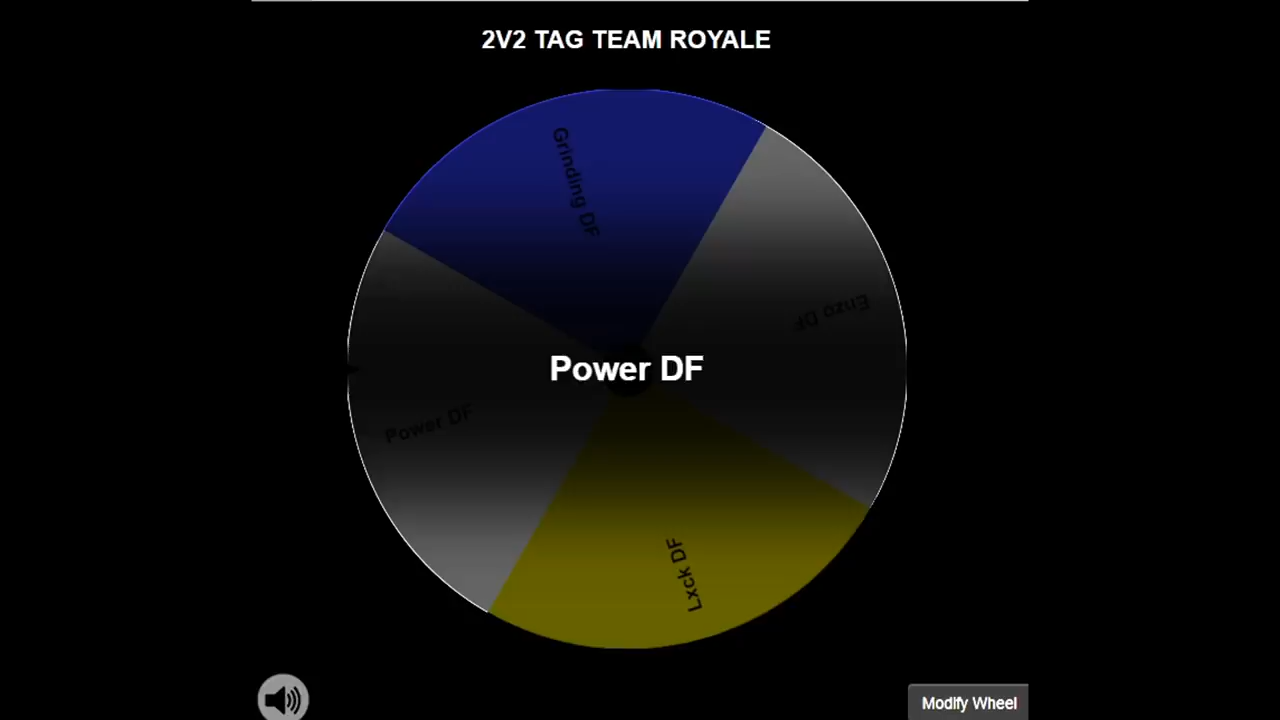 2V2 TAG TEAM ROYALE
Grinding DF
Enzo DF
Power DF
Power DF
Lxck DF
Modify Wheel